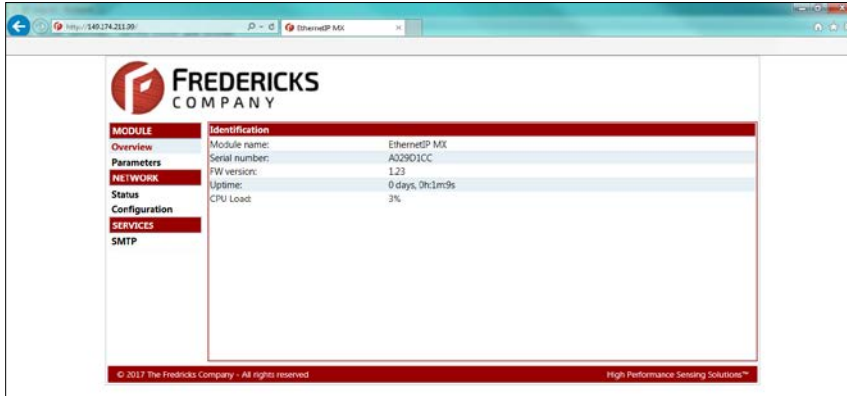 http://149.174.211.99/
EthernetIP MX
FREDERICKS
COMPANY
MODULE
Overview
Parameters
NETWORK
Status
Configuration
SERVICES
SMTP
Identification
Module name: EthernetIP MX
Serial number: A029D1CC
FW version: 1.23
Uptime: 0 days, 0h:1m:9s
CPU Load: 3%
© 2017 The Fredricks Company - All rights reserved
High Performance Sensing Solutions™